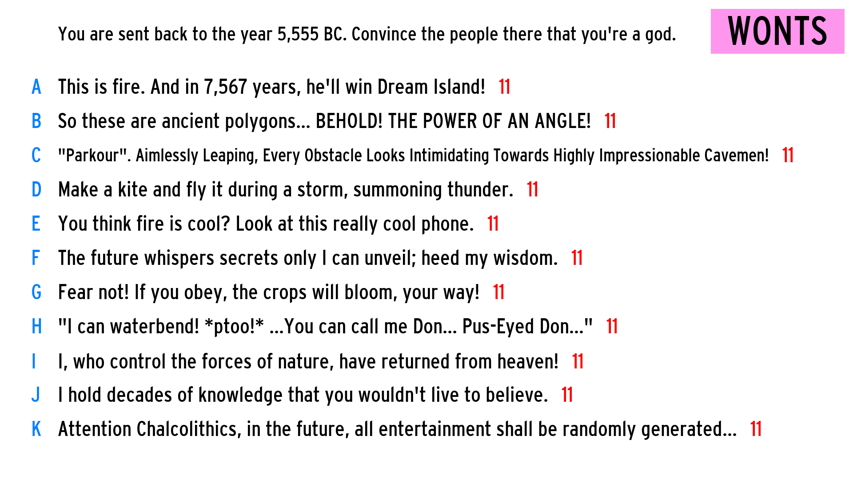 You are sent back to the year 5,555 BC. Convince the people there that you're a god.
WONTS
A This is fire. And in 7,567 years, he'll win Dream Island! 11
B So these are ancient polygons... BEHOLD! THE POWER OF AN ANGLE! 11
C "Parkour". Aimlessly Leaping, Every Obstacle Looks Intimidating Towards Highly Impressionable Cavemen! 11
D Make a kite and fly it during a storm, summoning thunder. 11
E You think fire is cool? Look at this really cool phone. 11
F The future whispers secrets only I can unveil; heed my wisdom. 11
G Fear not! If you obey, the crops will bloom, your way! 11
H "I can waterbend! *ptoo!* ...You can call me Don... Pus-Eyed Don..." 11
I I, who control the forces of nature, have returned from heaven! 11
J I hold decades of knowledge that you wouldn't live to believe. 11
K Attention Chalcolithics, in the future, all entertainment shall be randomly generated... 11